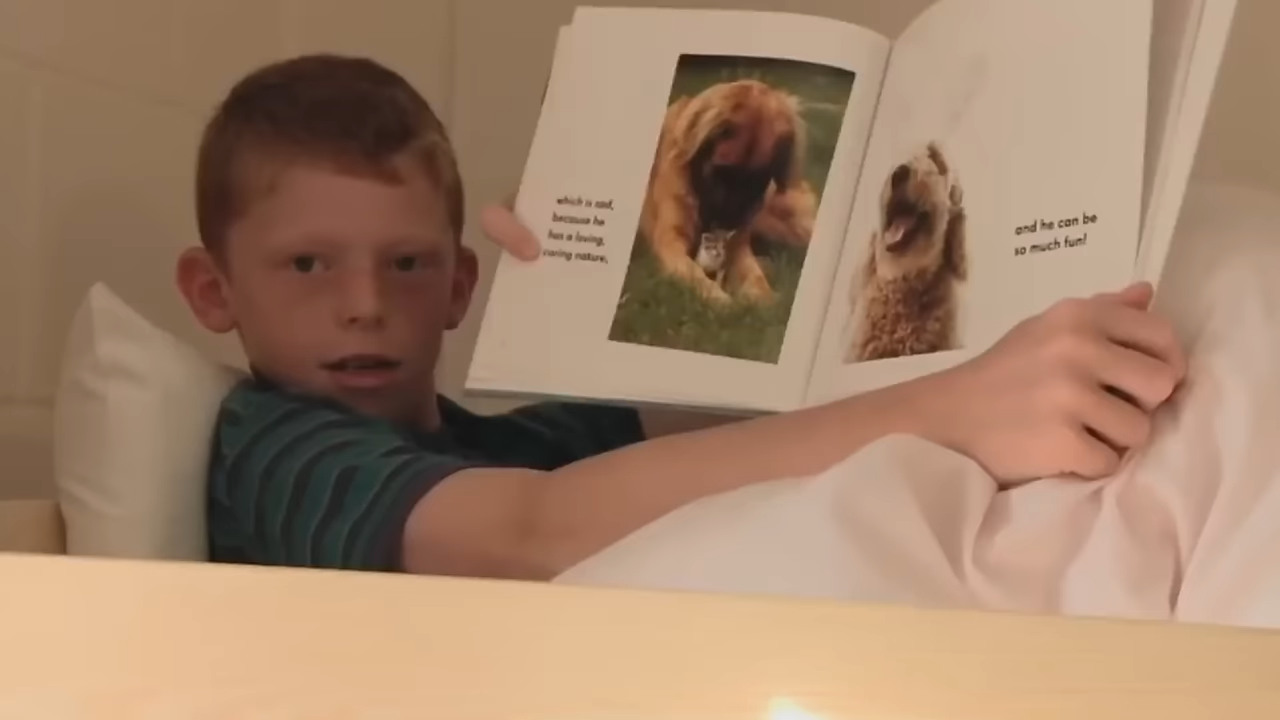 which is sad,
because he
has a loving,
caring nature,
and he can be
so much fun!